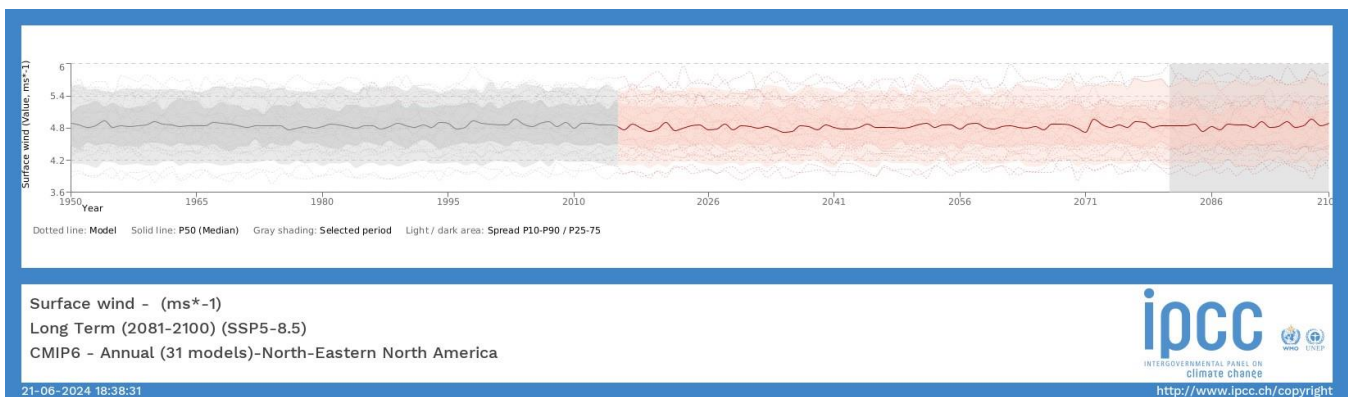 Surface wind (Value, ms*-1)
6
5.4
4.8
4.2
3.6
1950 1965 1980 1995 2010 2026 2041 2056 2071 2086 210
Year
Dotted line: Model Solid line: P50 (Median) Gray shading: Selected period Light / dark area: Spread P10-P90 / P25-75
Surface wind - (ms*-1)
Long Term (2081-2100) (SSP5-8.5)
CMIP6 - Annual (31 models)-North-Eastern North America
ipcc
INTERGOVERNMENTAL PANEL ON
climate change
WMO UNEP
21-06-2024 18:38:31
http://www.ipcc.ch/copyright